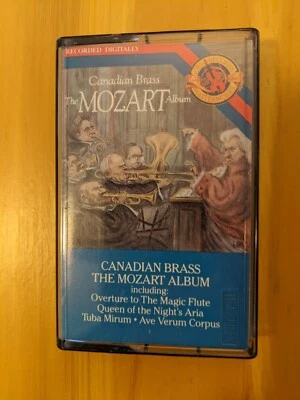 RECORDED DIGITALLY
Canadian Brass
The MOZART Album
CANADIAN BRASS
THE MOZART ALBUM
including:
Overture to The Magic Flute
Queen of the Night's Aria
Tuba Mirum • Ave Verum Corpus